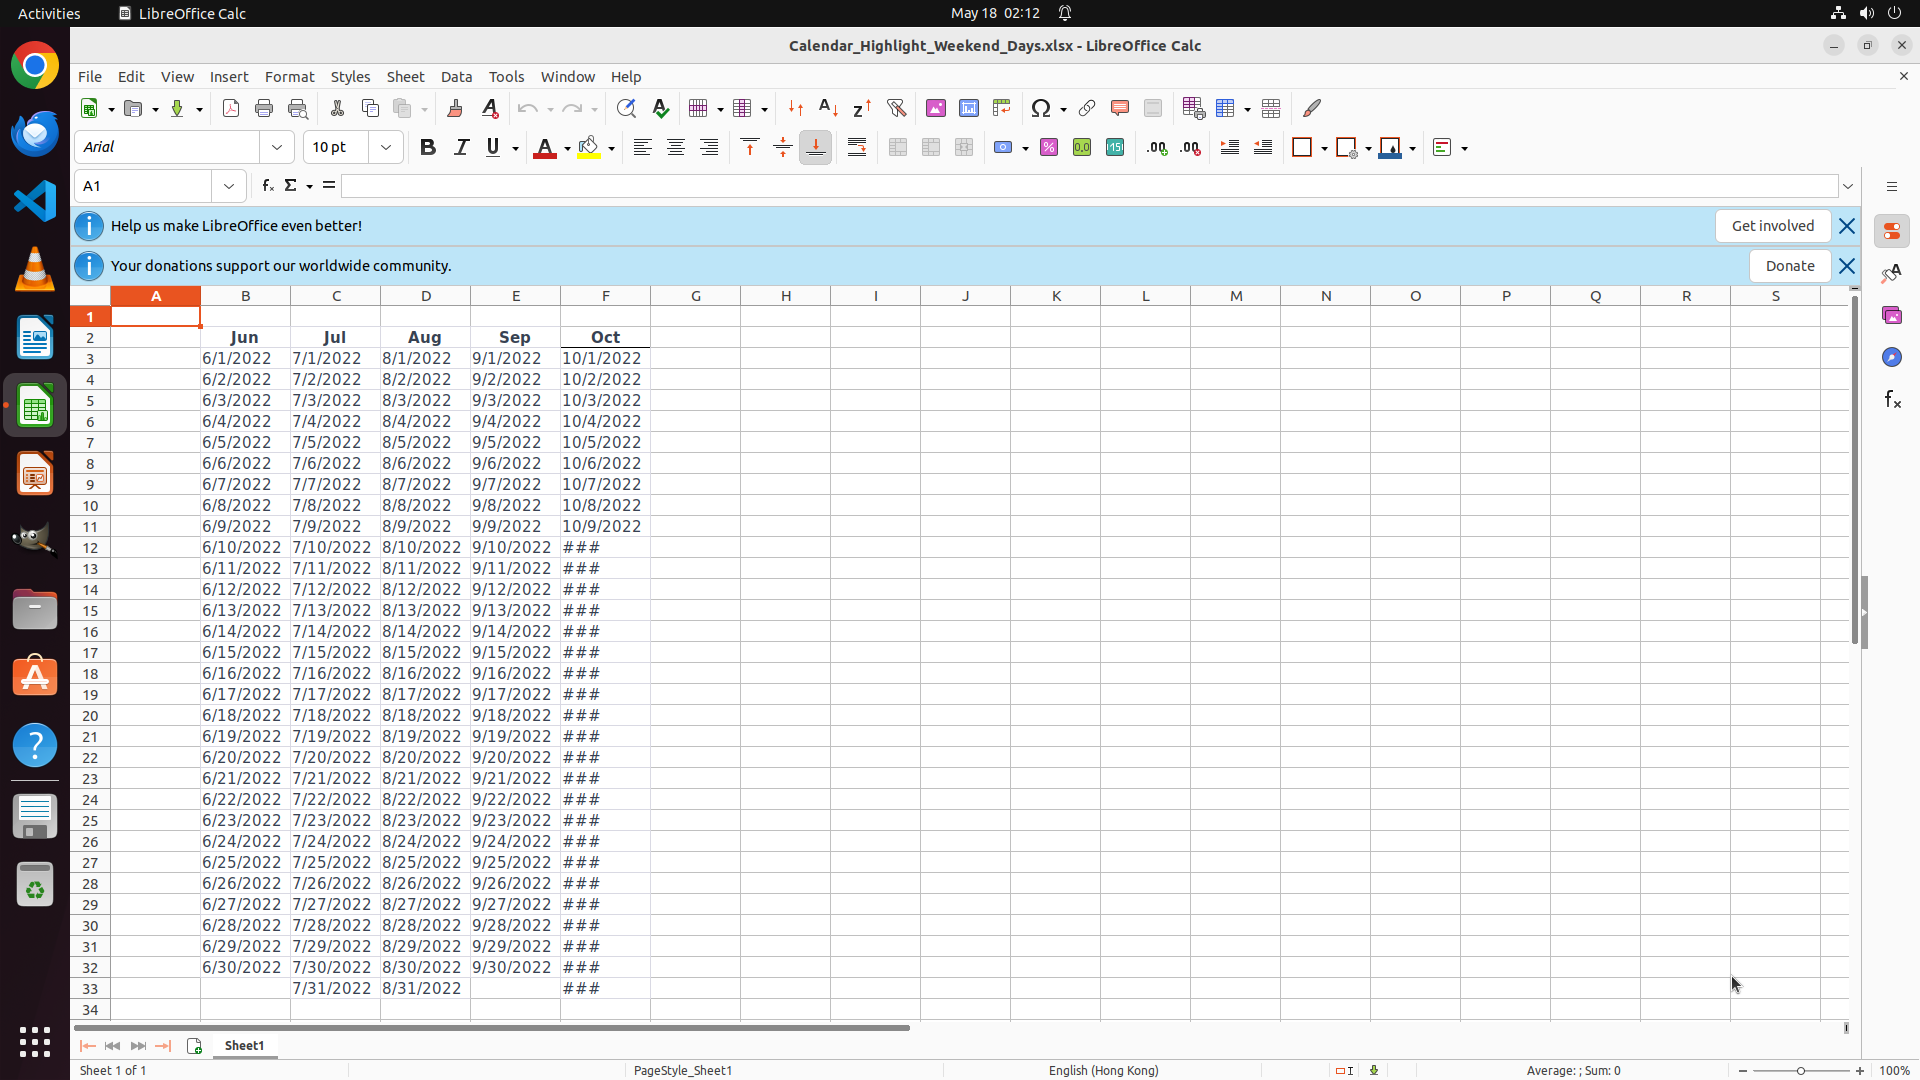 Activities LibreOffice Calc May 18 02:12
Calendar_Highlight_Weekend_Days.xlsx - LibreOffice Calc
File Edit View Insert Format Styles Sheet Data Tools Window Help
Arial 10 pt
A1
Help us make LibreOffice even better! Get involved
Your donations support our worldwide community. Donate
A B C D E F G H I J K L M N O P Q R S
1
2 Jun Jul Aug Sep Oct
3 6/1/2022 7/1/2022 8/1/2022 9/1/2022 10/1/2022
4 6/2/2022 7/2/2022 8/2/2022 9/2/2022 10/2/2022
5 6/3/2022 7/3/2022 8/3/2022 9/3/2022 10/3/2022
6 6/4/2022 7/4/2022 8/4/2022 9/4/2022 10/4/2022
7 6/5/2022 7/5/2022 8/5/2022 9/5/2022 10/5/2022
8 6/6/2022 7/6/2022 8/6/2022 9/6/2022 10/6/2022
9 6/7/2022 7/7/2022 8/7/2022 9/7/2022 10/7/2022
10 6/8/2022 7/8/2022 8/8/2022 9/8/2022 10/8/2022
11 6/9/2022 7/9/2022 8/9/2022 9/9/2022 10/9/2022
12 6/10/2022 7/10/2022 8/10/2022 9/10/2022 ###
13 6/11/2022 7/11/2022 8/11/2022 9/11/2022 ###
14 6/12/2022 7/12/2022 8/12/2022 9/12/2022 ###
15 6/13/2022 7/13/2022 8/13/2022 9/13/2022 ###
16 6/14/2022 7/14/2022 8/14/2022 9/14/2022 ###
17 6/15/2022 7/15/2022 8/15/2022 9/15/2022 ###
18 6/16/2022 7/16/2022 8/16/2022 9/16/2022 ###
19 6/17/2022 7/17/2022 8/17/2022 9/17/2022 ###
20 6/18/2022 7/18/2022 8/18/2022 9/18/2022 ###
21 6/19/2022 7/19/2022 8/19/2022 9/19/2022 ###
22 6/20/2022 7/20/2022 8/20/2022 9/20/2022 ###
23 6/21/2022 7/21/2022 8/21/2022 9/21/2022 ###
24 6/22/2022 7/22/2022 8/22/2022 9/22/2022 ###
25 6/23/2022 7/23/2022 8/23/2022 9/23/2022 ###
26 6/24/2022 7/24/2022 8/24/2022 9/24/2022 ###
27 6/25/2022 7/25/2022 8/25/2022 9/25/2022 ###
28 6/26/2022 7/26/2022 8/26/2022 9/26/2022 ###
29 6/27/2022 7/27/2022 8/27/2022 9/27/2022 ###
30 6/28/2022 7/28/2022 8/28/2022 9/28/2022 ###
31 6/29/2022 7/29/2022 8/29/2022 9/29/2022 ###
32 6/30/2022 7/30/2022 8/30/2022 9/30/2022 ###
33 7/31/2022 8/31/2022 ###
34
Sheet1
Sheet 1 of 1 PageStyle_Sheet1 English (Hong Kong) Average: ; Sum: 0 100%